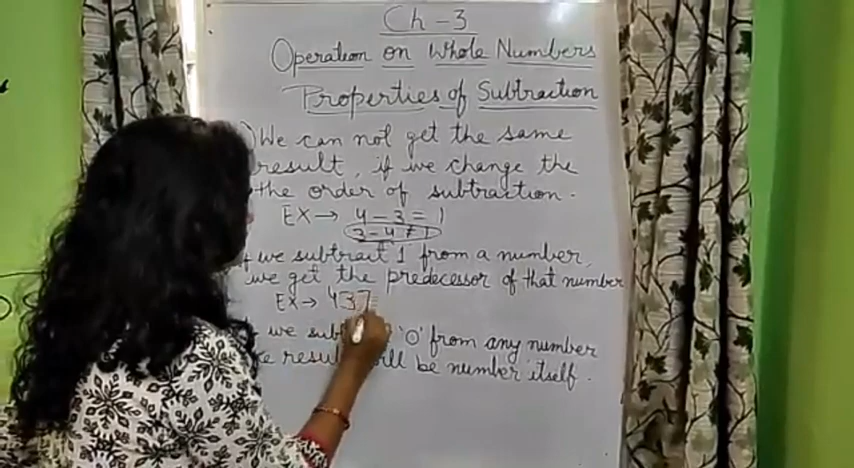 Ch-3
Operation on Whole Numbers
Properties of Subtraction
) We can not get the same
result, if we change the
the order of subtraction.
EX → 4-3=1
3-4≠1
we subtract 1 from a number,
we get the predecessor of that number
EX → 437
we '0' from any number
will be number itself.